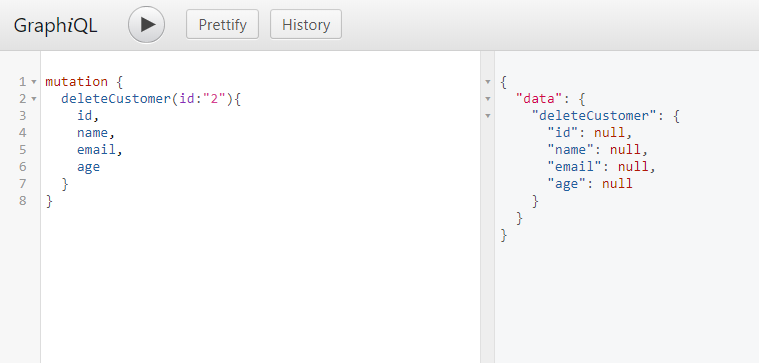 GraphiQL Prettify History
1 mutation {
2 deleteCustomer(id:"2"){
3 id,
4 name,
5 email,
6 age
7 }
8 }
{
"data": {
"deleteCustomer": {
"id": null,
"name": null,
"email": null,
"age": null
}
}
}